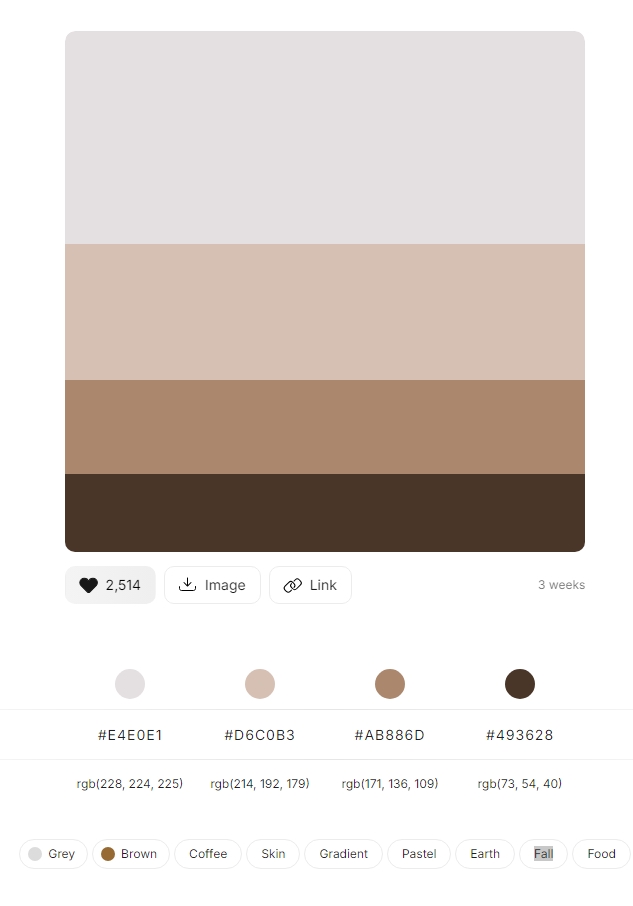 2,514 Image Link 3 weeks
#E4E0E1 #D6C0B3 #AB886D #493628
rgb(228, 224, 225) rgb(214, 192, 179) rgb(171, 136, 109) rgb(73, 54, 40)
Grey Brown Coffee Skin Gradient Pastel Earth Fall Food